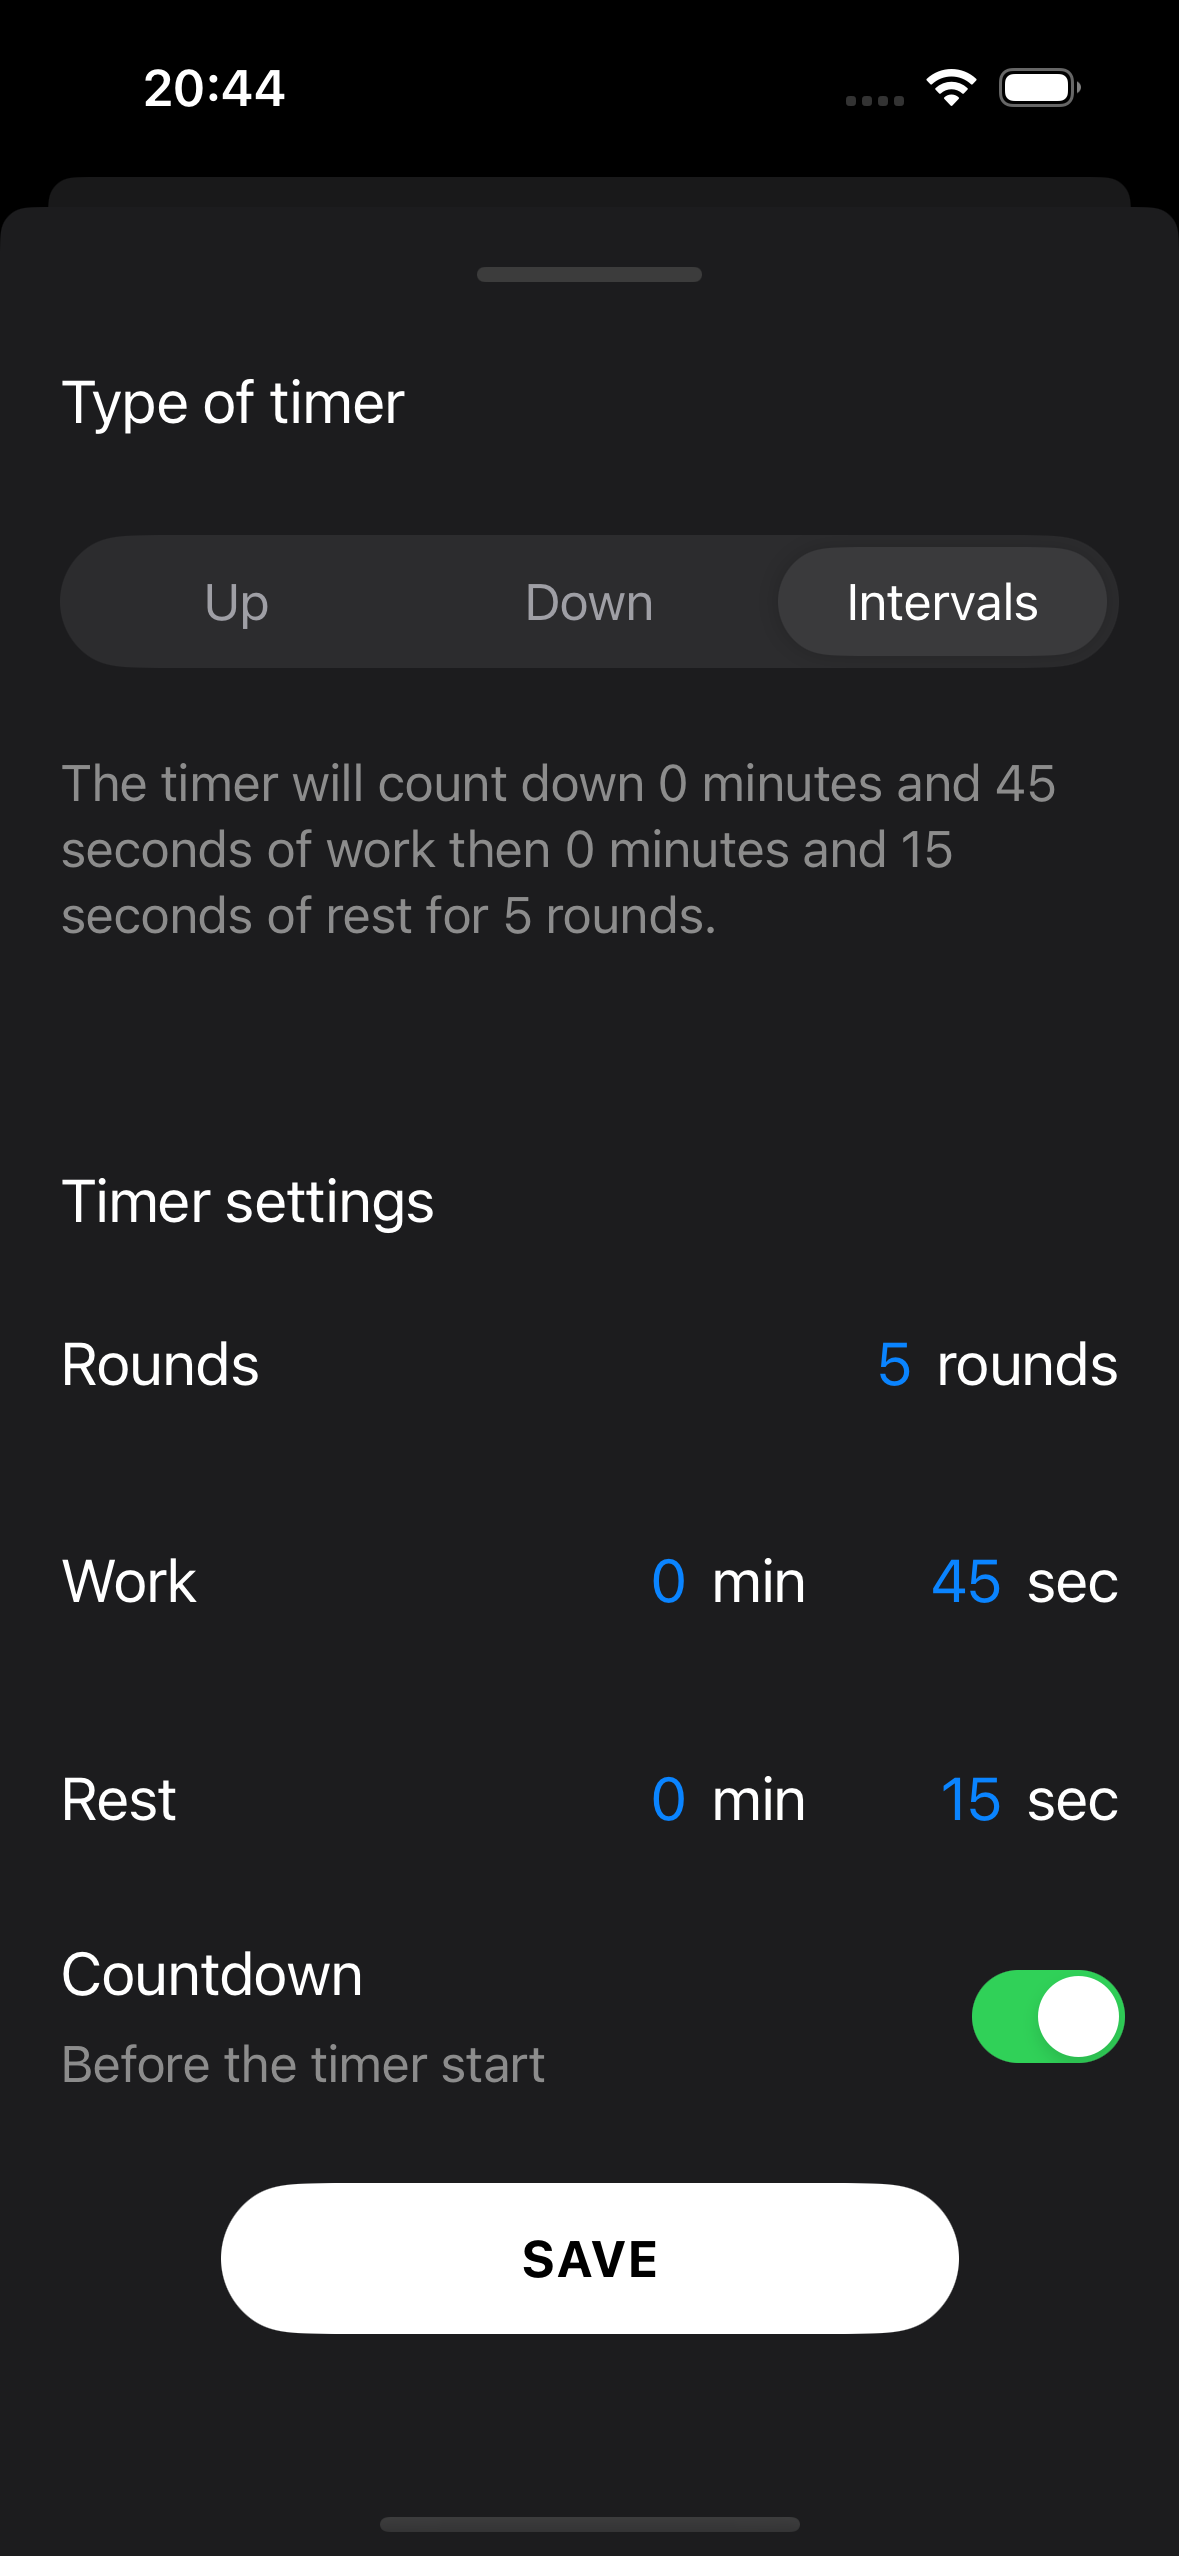 20:44
Type of timer
Up Down Intervals
The timer will count down 0 minutes and 45
seconds of work then 0 minutes and 15
seconds of rest for 5 rounds.
Timer settings
Rounds 5 rounds
Work 0 min 45 sec
Rest 0 min 15 sec
Countdown
Before the timer start
SAVE